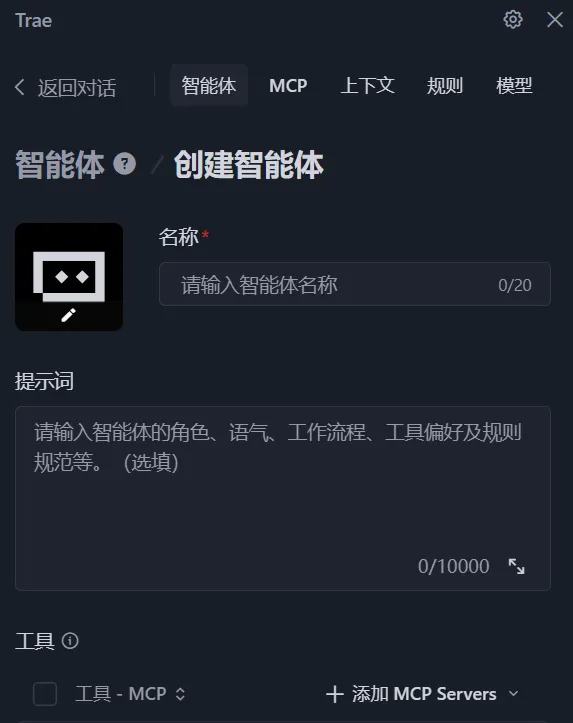 Trae
返回对话 智能体 MCP 上下文 规则 模型
智能体 ? / 创建智能体
名称*
请输入智能体名称 0/20
提示词
请输入智能体的角色、语气、工作流程、工具偏好及规则
规范等。（选填）
0/10000
工具
工具 - MCP + 添加 MCP Servers